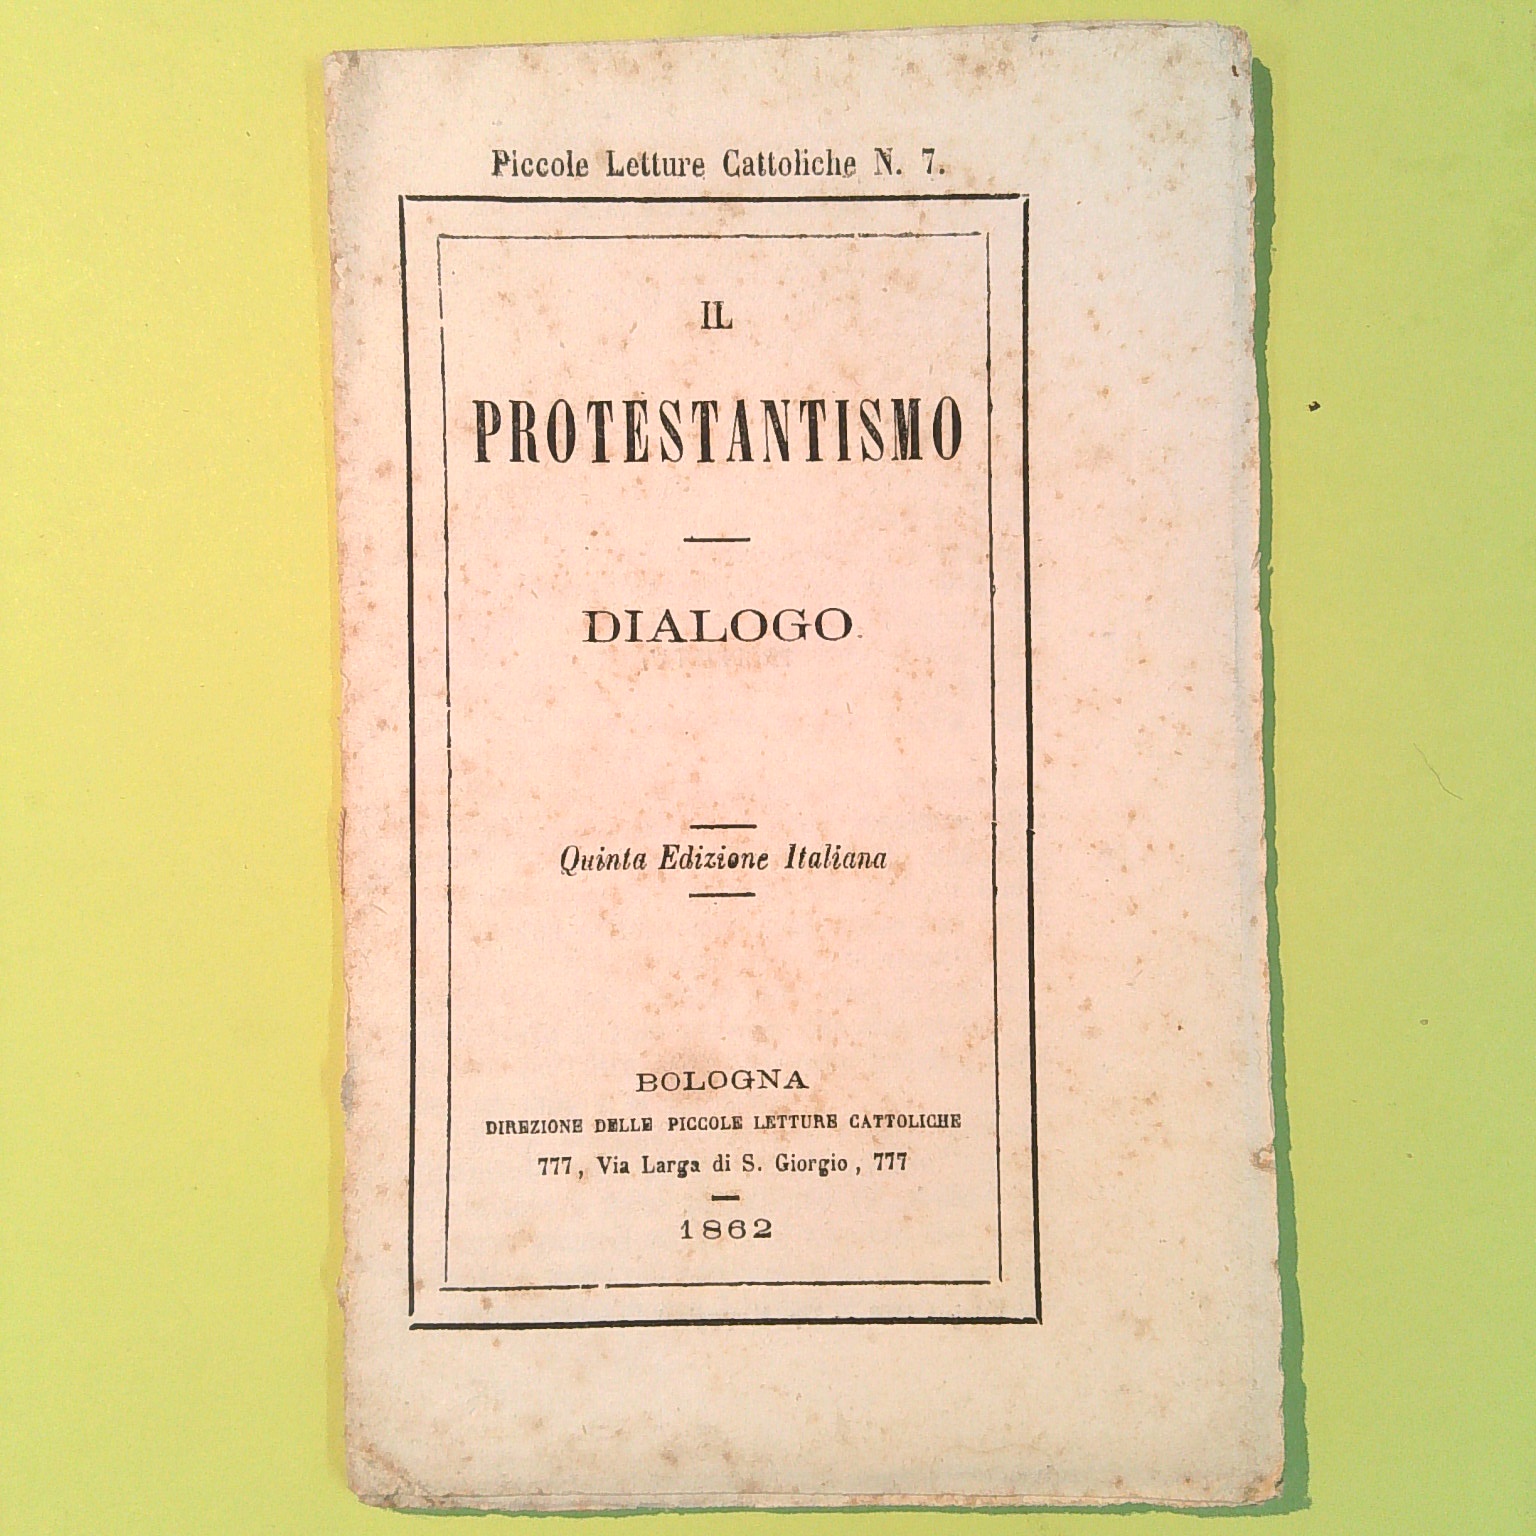 Piccole Letture Cattoliche N. 7.
IL
PROTESTANTISMO
DIALOGO.
Quinta Edizione Italiana
BOLOGNA
DIREZIONE DELLE PICCOLE LETTURE CATTOLICHE
777, Via Larga di S. Giorgio, 777
1862